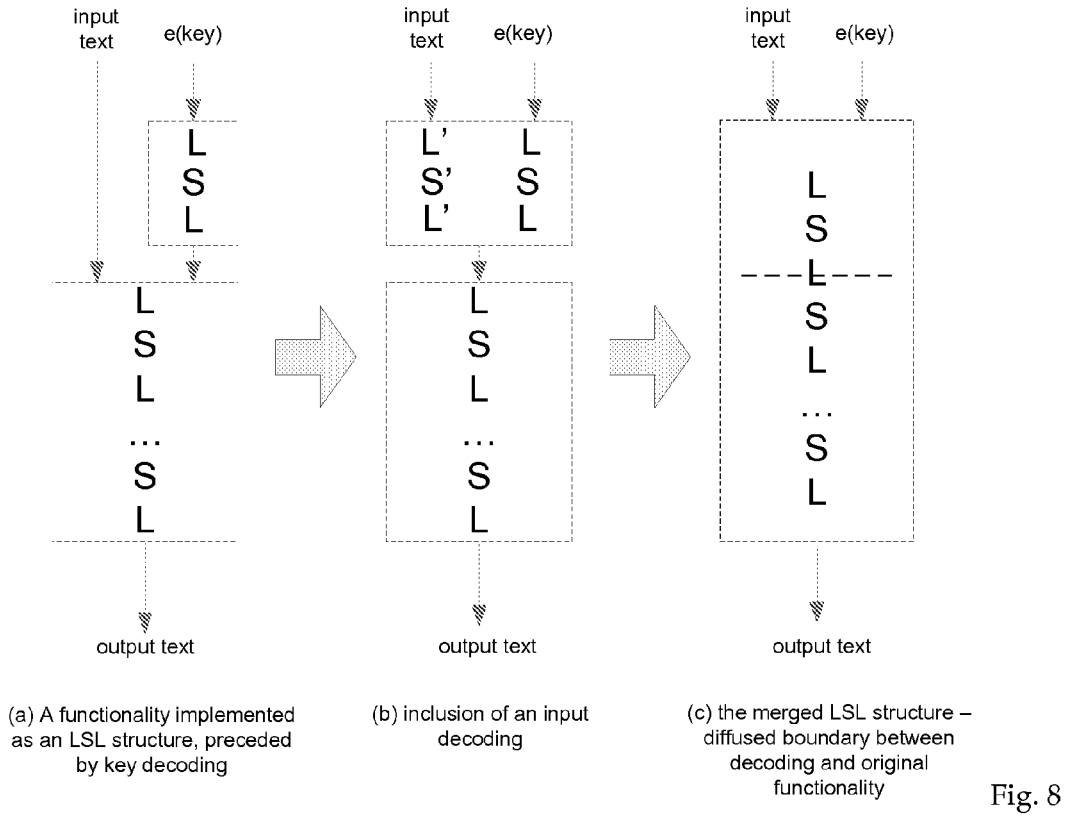 input
text
e(key)
L
S
L
L
S
L
...
S
L
output text
(a) A functionality implemented
as an LSL structure, preceded
by key decoding
input
text
e(key)
L' L
S' S
L' L
L
S
L
...
S
L
output text
(b) inclusion of an input
decoding
input
text
e(key)
L
S
L
S
L
...
S
L
output text
(c) the merged LSL structure –
diffused boundary between
decoding and original
functionality
Fig. 8